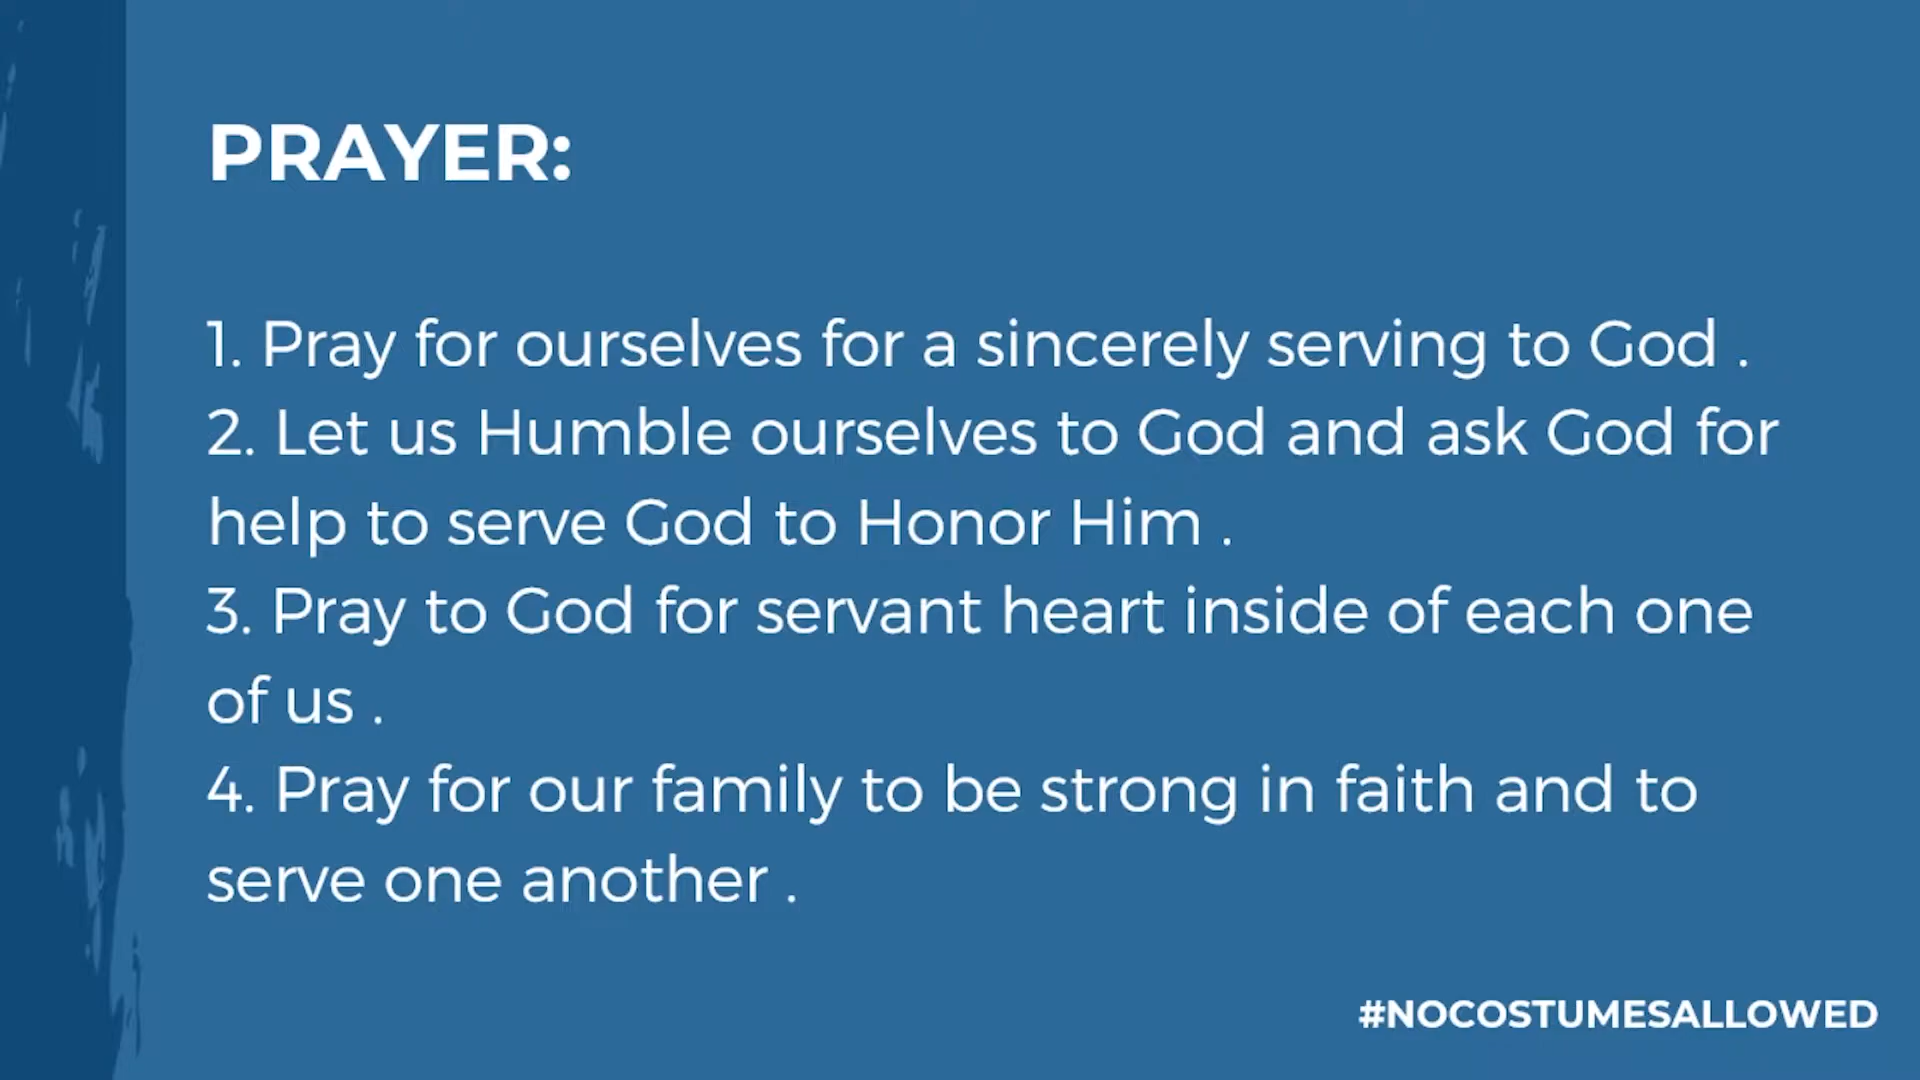 PRAYER:
1. Pray for ourselves for a sincerely serving to God .
2. Let us Humble ourselves to God and ask God for
help to serve God to Honor Him .
3. Pray to God for servant heart inside of each one
of us .
4. Pray for our family to be strong in faith and to
serve one another .
#NOCOSTUMESALLOWED